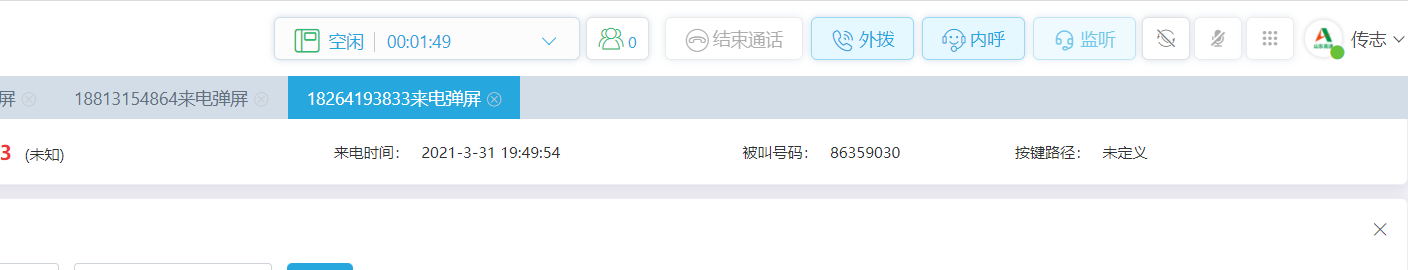 空闲 00:01:49 0 结束通话 外拨 内呼 监听 传志
屏 18813154864来电弹屏 18264193833来电弹屏
3 (未知) 来电时间： 2021-3-31 19:49:54 被叫号码： 86359030 按键路径： 未定义